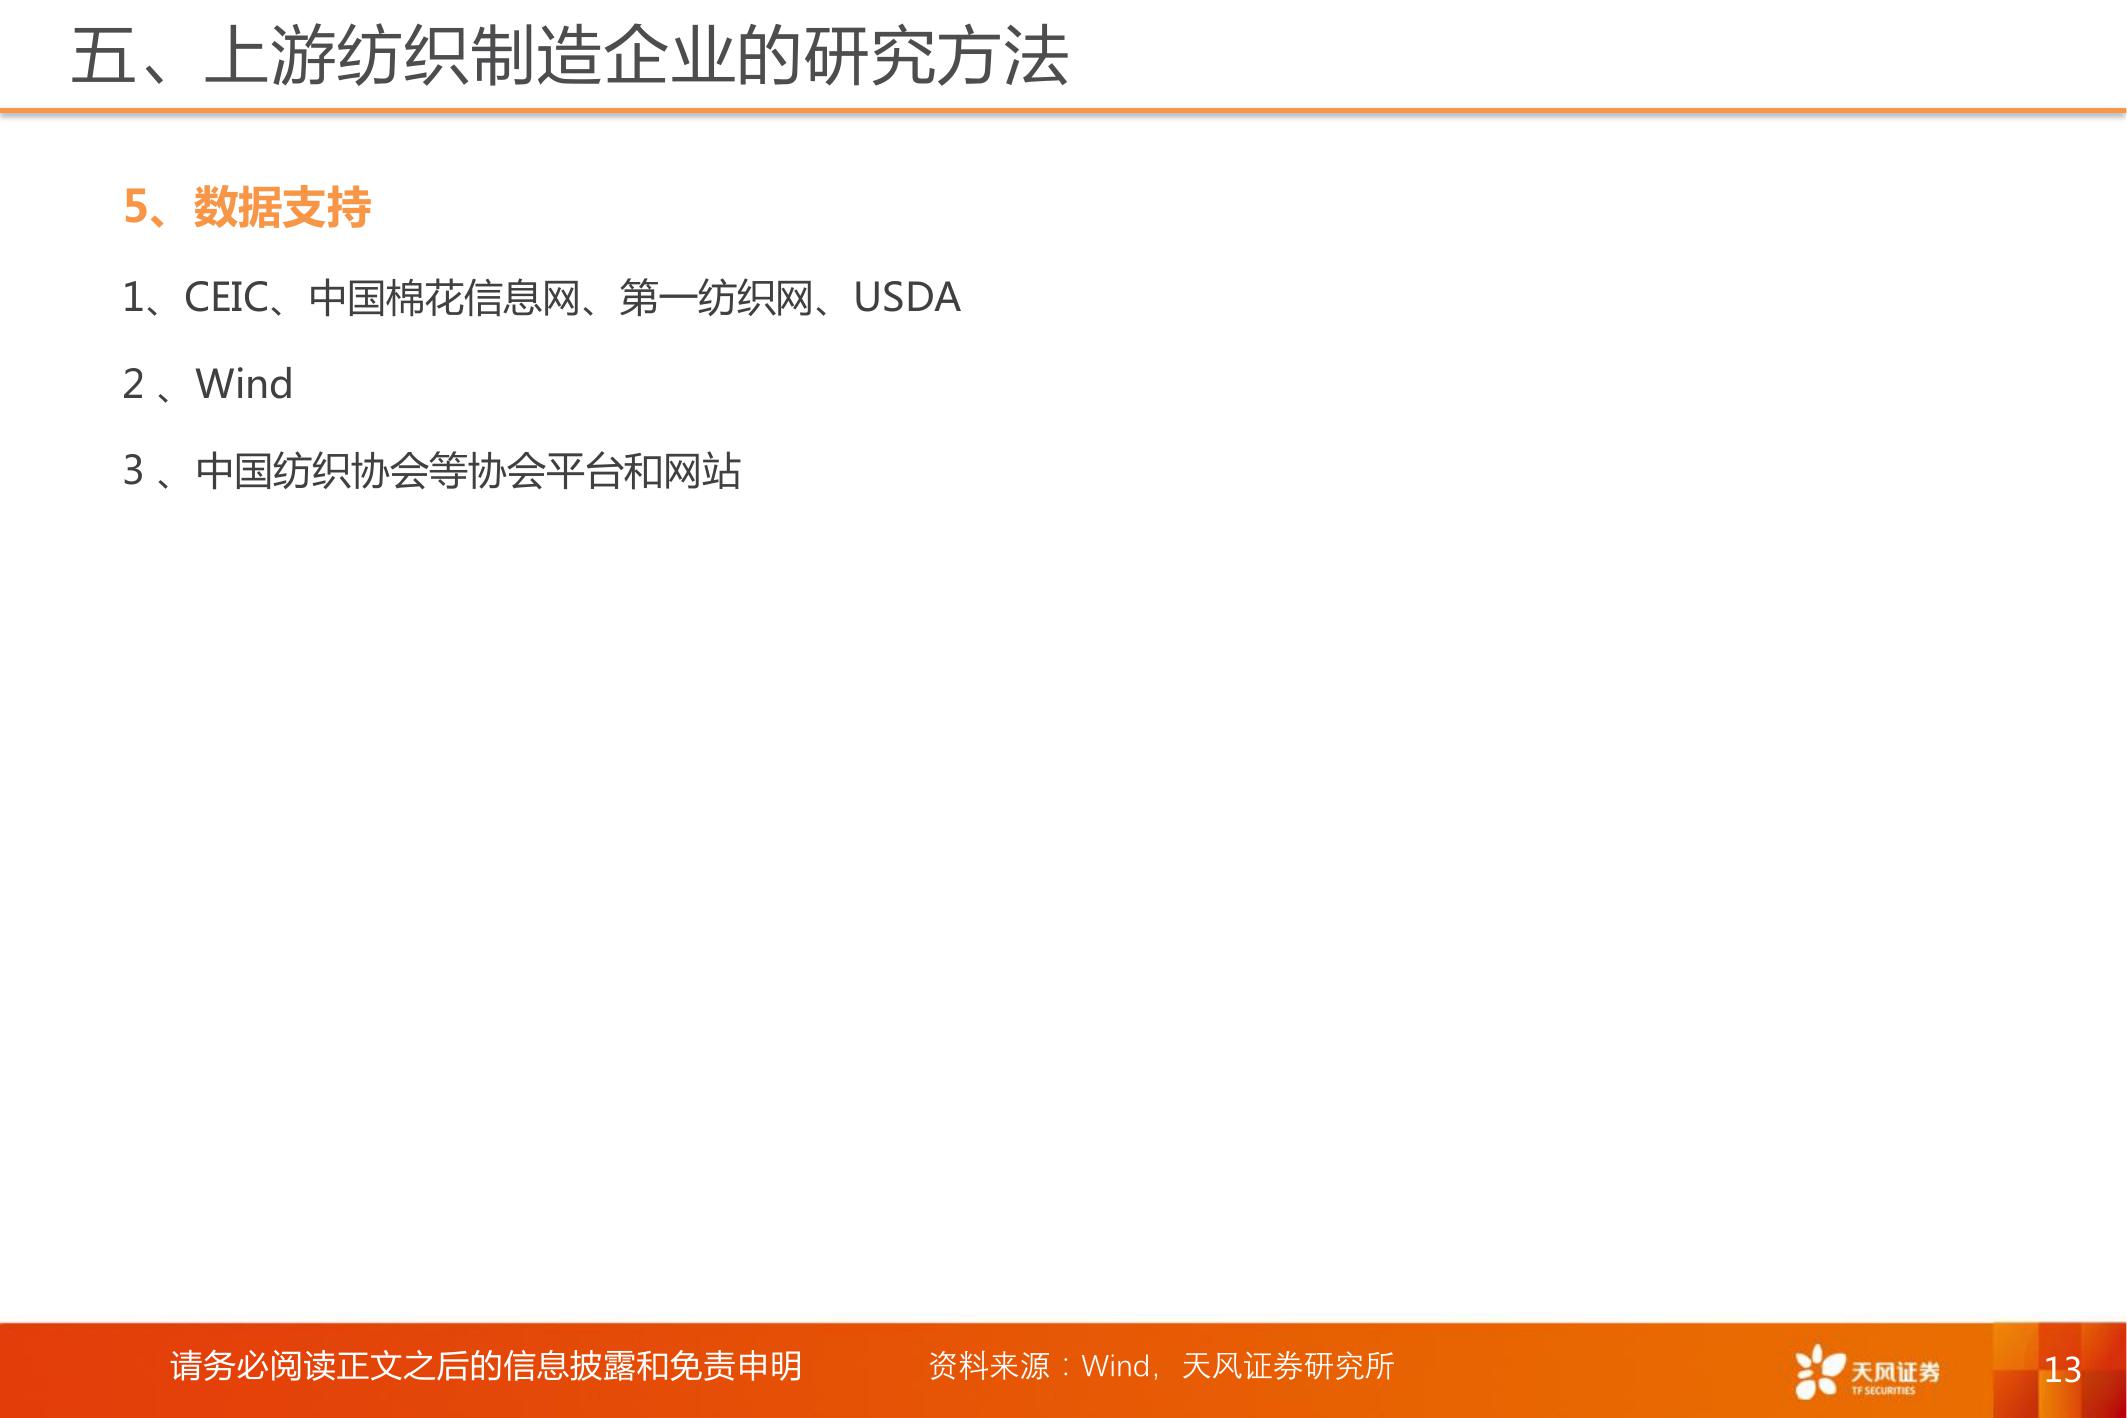 五、上游纺织制造企业的研究方法
5、数据支持
1、CEIC、中国棉花信息网、第一纺织网、USDA
2 、Wind
3 、中国纺织协会等协会平台和网站
请务必阅读正文之后的信息披露和免责申明
资料来源：Wind，天风证券研究所
天风证券
TF SECURITIES
13